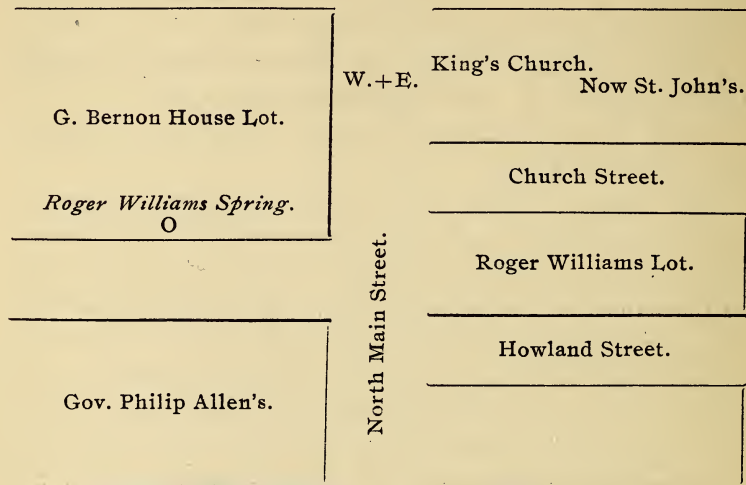 King's Church.
Now St. John's.
W.+E.
G. Bernon House Lot.
Church Street.
Roger Williams Spring.
O
Roger Williams Lot.
North Main Street.
Howland Street.
Gov. Philip Allen's.